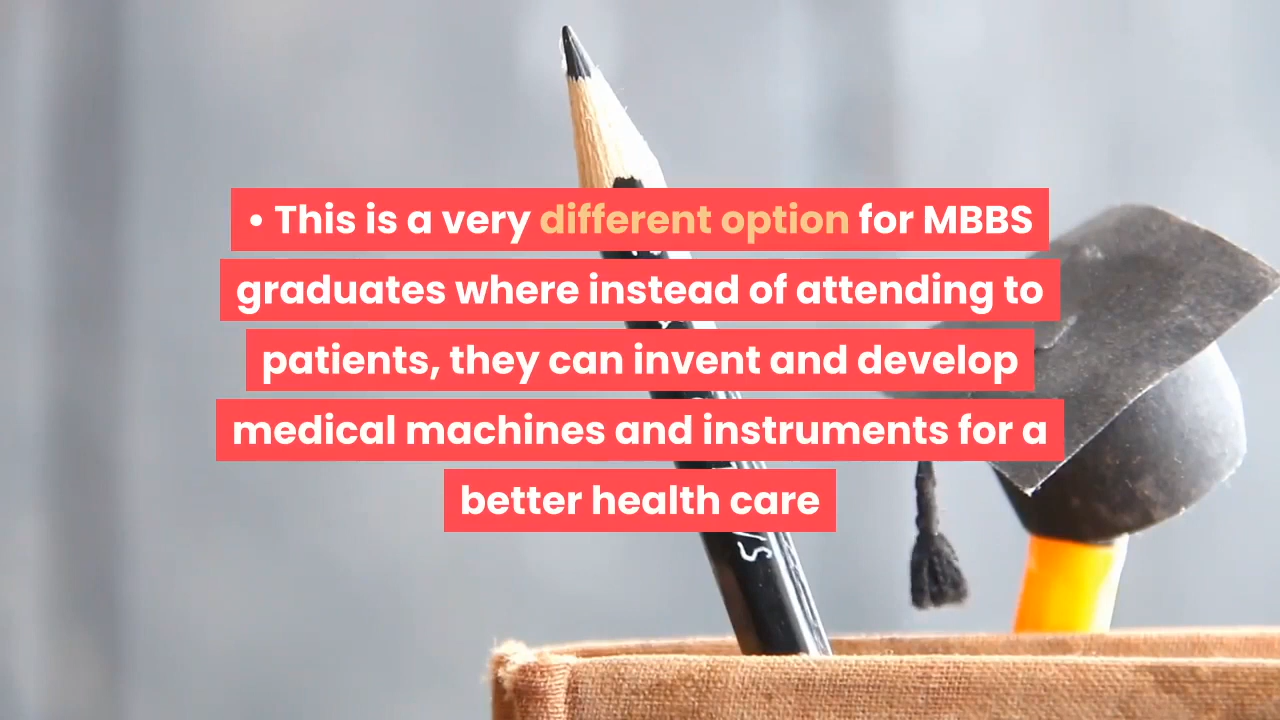 • This is a very different option for MBBS
graduates where instead of attending to
patients, they can invent and develop
medical machines and instruments for a
better health care